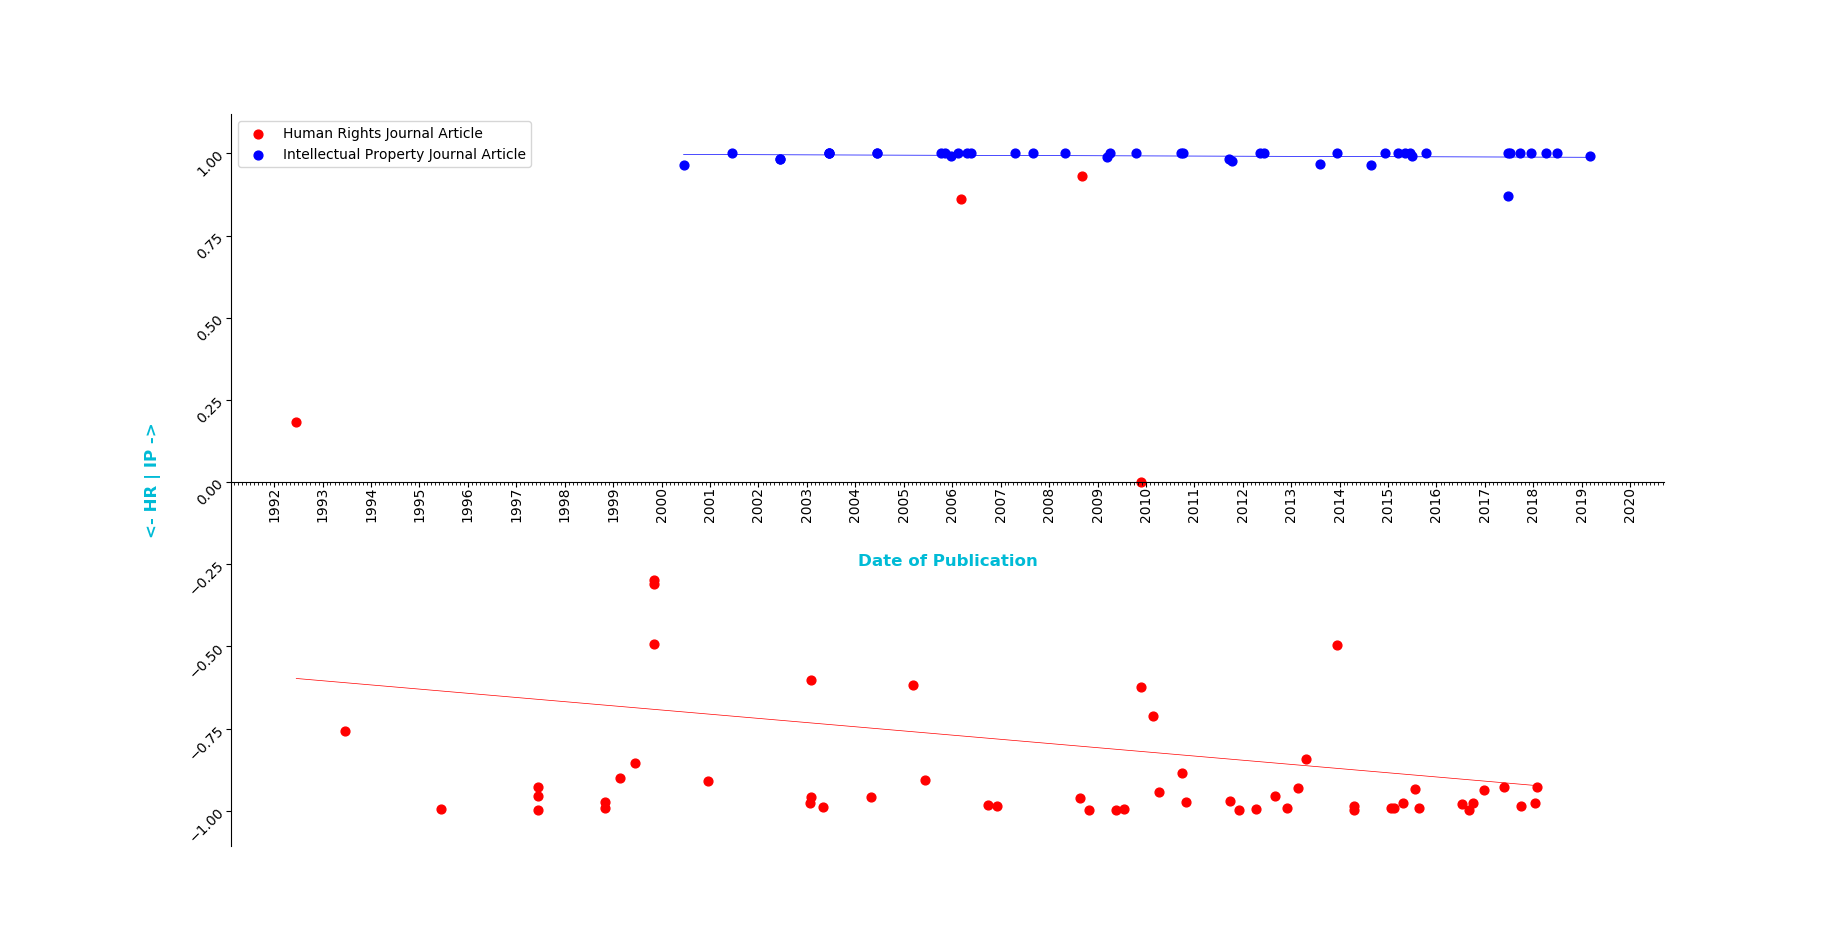 Human Rights Journal Article
Intellectual Property Journal Article
1.00
0.75
0.50
0.25
0.00
−0.25
−0.50
−0.75
−1.00
<- HR | IP ->
1992 1993 1994 1995 1996 1997 1998 1999 2000 2001 2002 2003 2004 2005 2006 2007 2008 2009 2010 2011 2012 2013 2014 2015 2016 2017 2018 2019 2020
Date of Publication